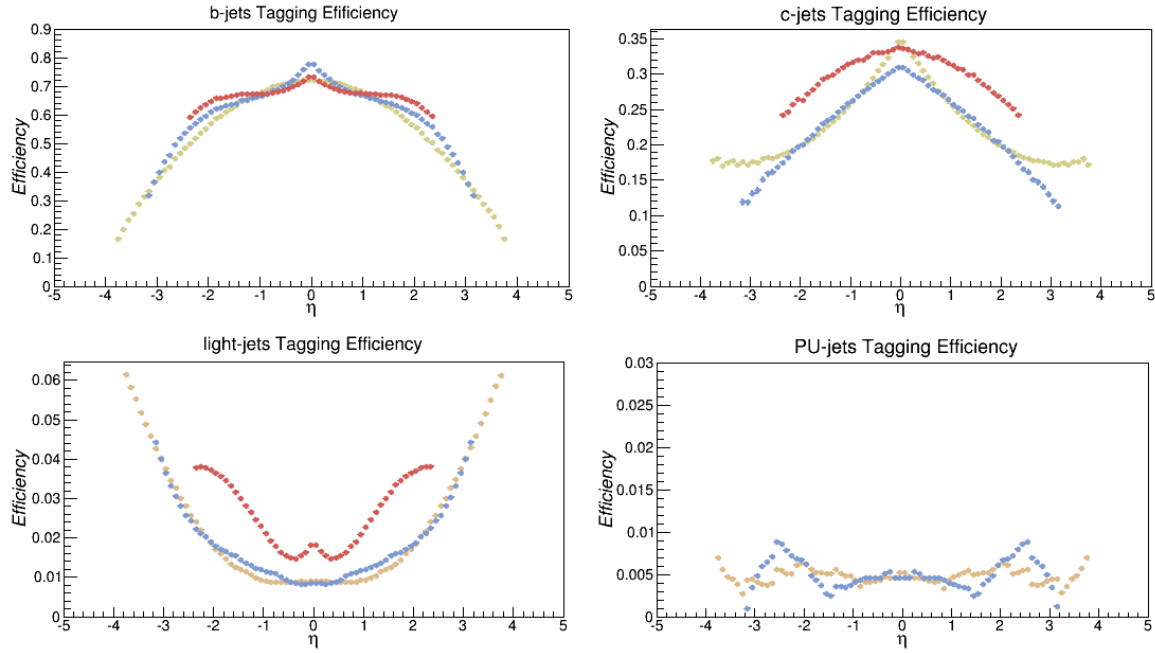 b-jets Tagging Efificiency
Efficiency
0.9
0.8
0.7
0.6
0.5
0.4
0.3
0.2
0.1
0
-5 -4 -3 -2 -1 0 1 2 3 4 5
η
c-jets Tagging Efificiency
Efficiency
0.35
0.3
0.25
0.2
0.15
0.1
0.05
0
-5 -4 -3 -2 -1 0 1 2 3 4 5
η
light-jets Tagging Efficiency
Efficiency
0.06
0.05
0.04
0.03
0.02
0.01
0
-5 -4 -3 -2 -1 0 1 2 3 4 5
η
PU-jets Tagging Efficiency
Efficiency
0.03
0.025
0.02
0.015
0.01
0.005
0
-5 -4 -3 -2 -1 0 1 2 3 4 5
η